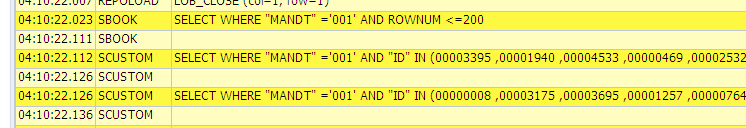 04:10:22.007 REPOLOAD LOB_CLOSE (col=1, row=1)
04:10:22.023 SBOOK SELECT WHERE "MANDT" ='001' AND ROWNUM <=200
04:10:22.111 SBOOK
04:10:22.112 SCUSTOM SELECT WHERE "MANDT" ='001' AND "ID" IN (00003395 ,00001940 ,00004533 ,00000469 ,00002532
04:10:22.126 SCUSTOM
04:10:22.126 SCUSTOM SELECT WHERE "MANDT" ='001' AND "ID" IN (00000008 ,00003175 ,00003695 ,00001257 ,00000764
04:10:22.136 SCUSTOM